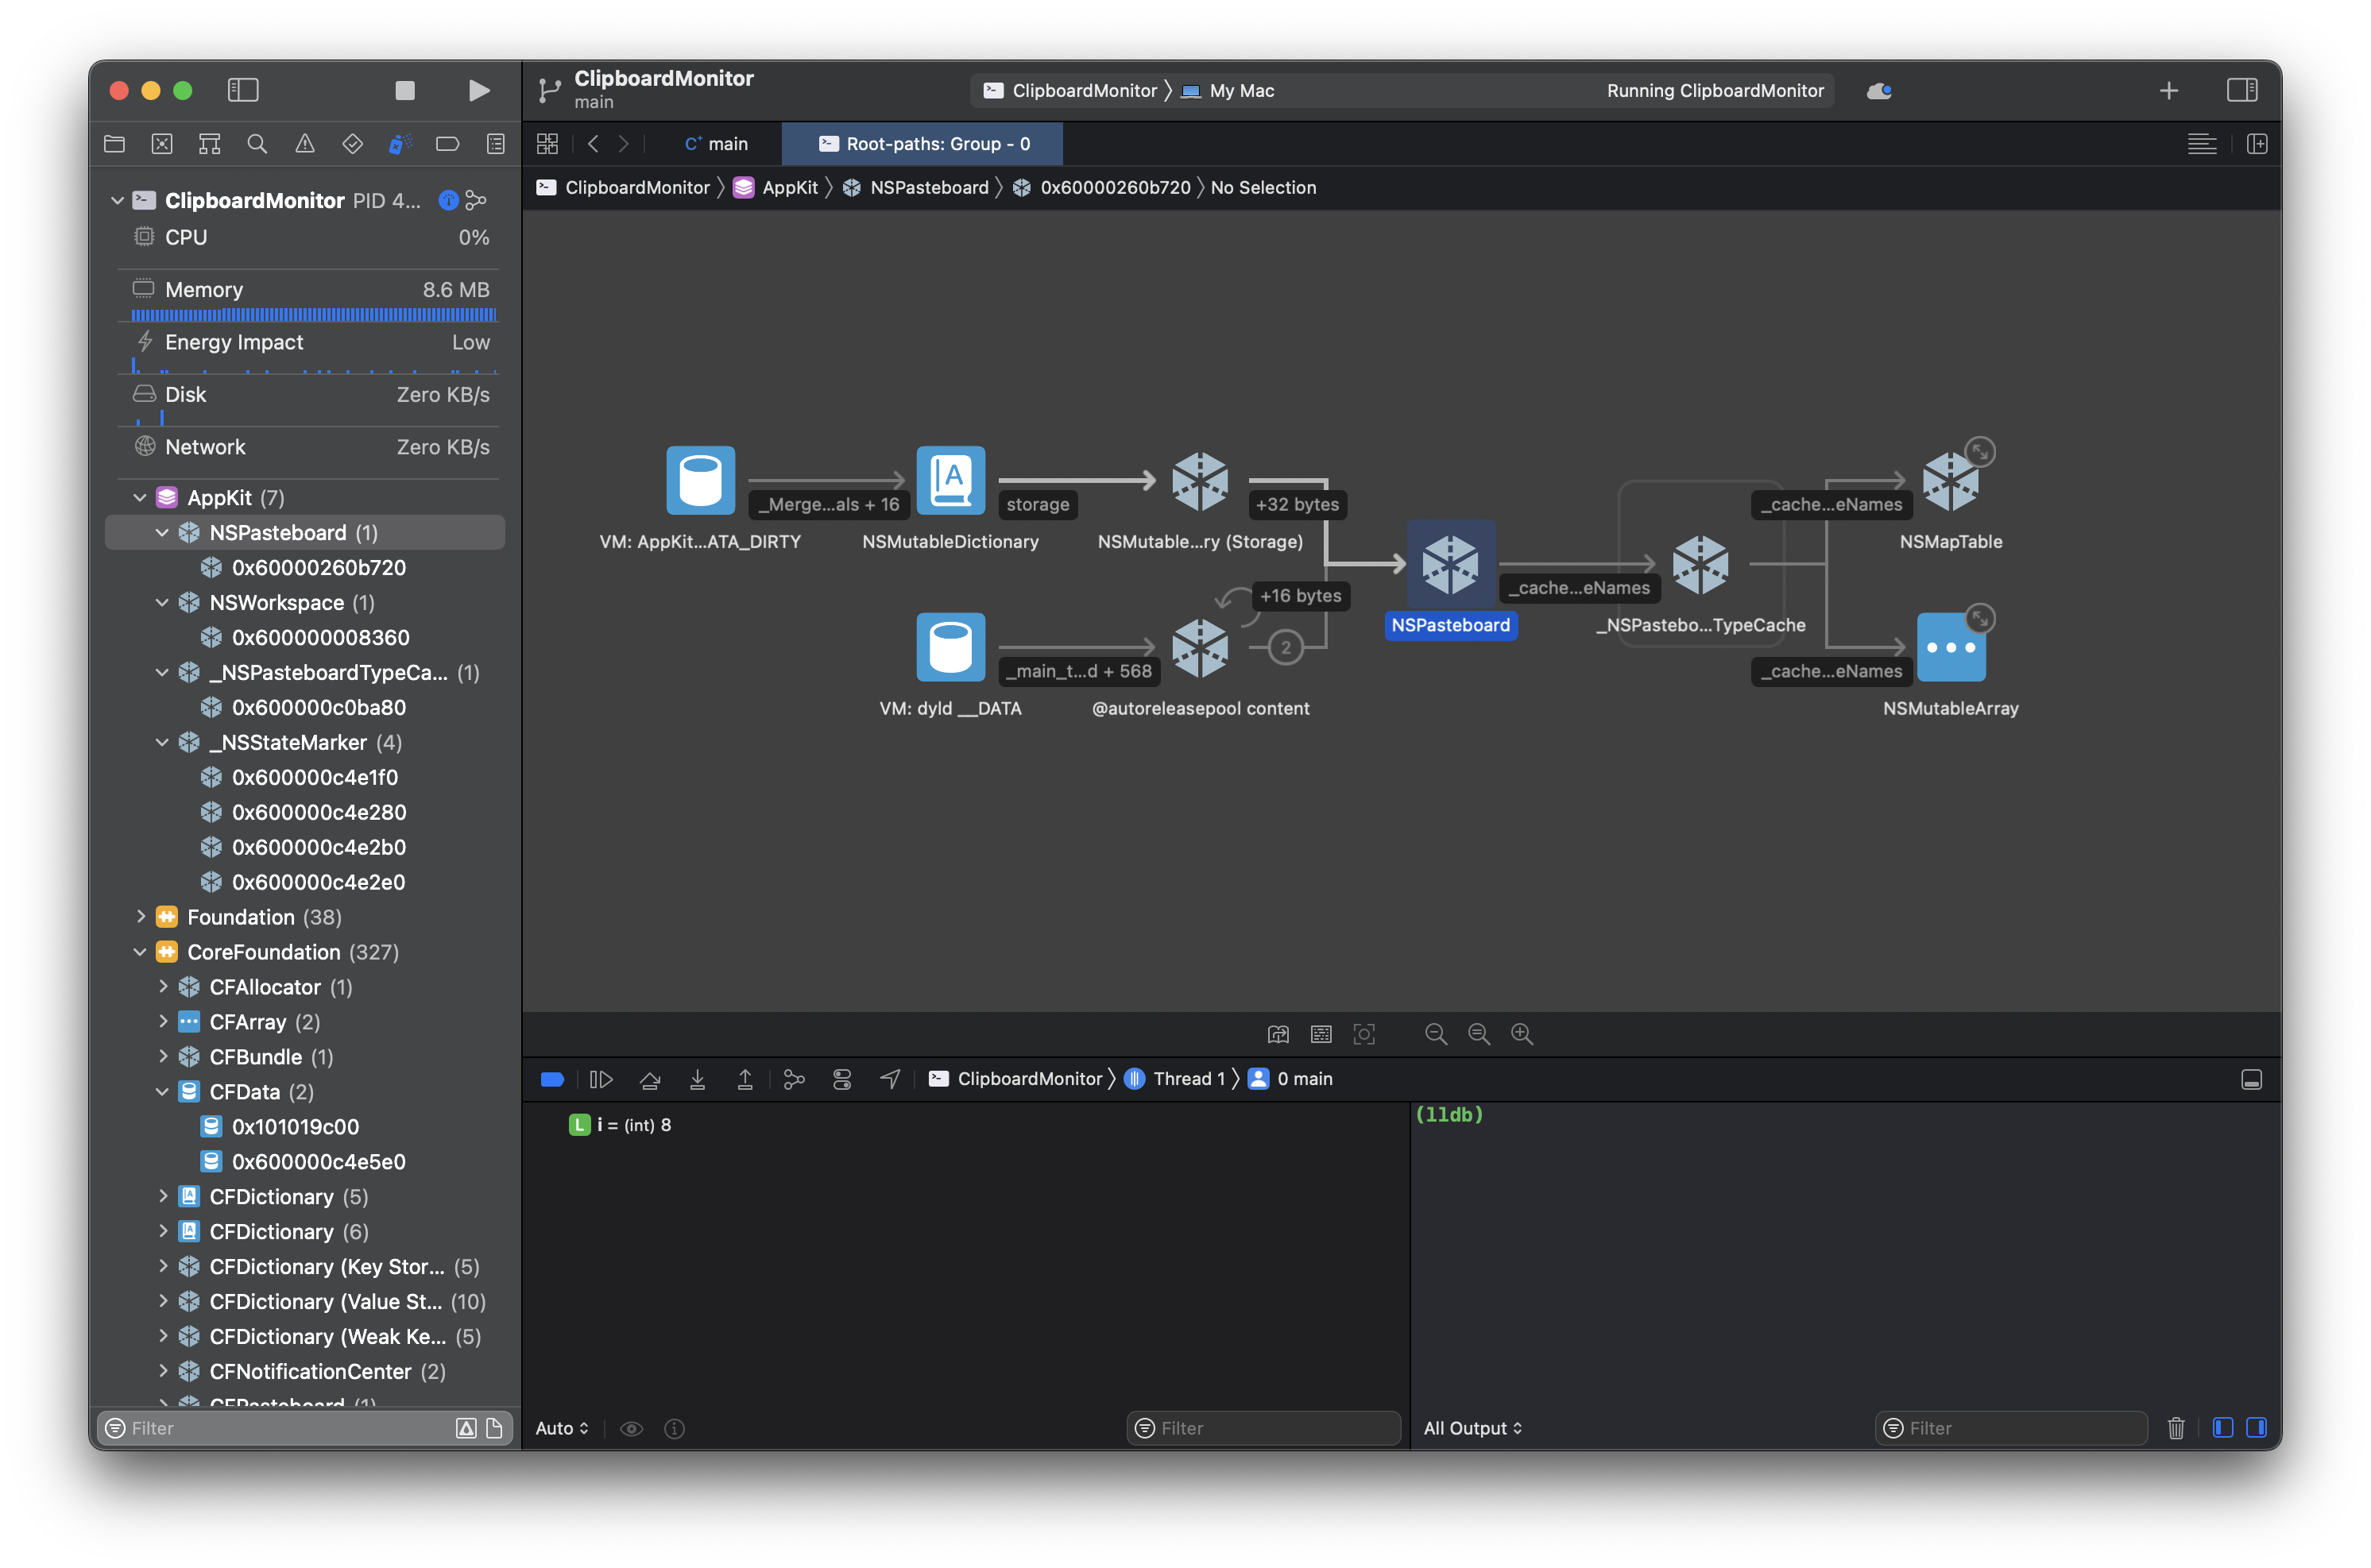 ClipboardMonitor
main
ClipboardMonitor
My Mac
Running ClipboardMonitor
main
Root-paths: Group - 0
ClipboardMonitor
AppKit
NSPasteboard
0x60000260b720
No Selection
ClipboardMonitor PID 4...
CPU 0%
Memory 8.6 MB
Energy Impact Low
Disk Zero KB/s
Network Zero KB/s
AppKit (7)
NSPasteboard (1)
0x60000260b720
NSWorkspace (1)
0x600000008360
_NSPasteboardTypeCa... (1)
0x600000c0ba80
_NSStateMarker (4)
0x600000c4e1f0
0x600000c4e280
0x600000c4e2b0
0x600000c4e2e0
Foundation (38)
CoreFoundation (327)
CFAllocator (1)
CFArray (2)
CFBundle (1)
CFData (2)
0x101019c00
0x600000c4e5e0
CFDictionary (5)
CFDictionary (6)
CFDictionary (Key Stor... (5)
CFDictionary (Value St... (10)
CFDictionary (Weak Ke... (5)
CFNotificationCenter (2)
CFPasteboard (1)
Filter
_Merge...als + 16
storage
+32 bytes
VM: AppKit...ATA_DIRTY
NSMutableDictionary
NSMutable...ry (Storage)
+16 bytes
2
_main_t...d + 568
VM: dyld __DATA
@autoreleasepool content
NSPasteboard
_cache...eNames
_NSPastebo...TypeCache
_cache...eNames
NSMapTable
_cache...eNames
NSMutableArray
ClipboardMonitor
Thread 1
0 main
L i = (int) 8
(lldb)
Auto
Filter
All Output
Filter